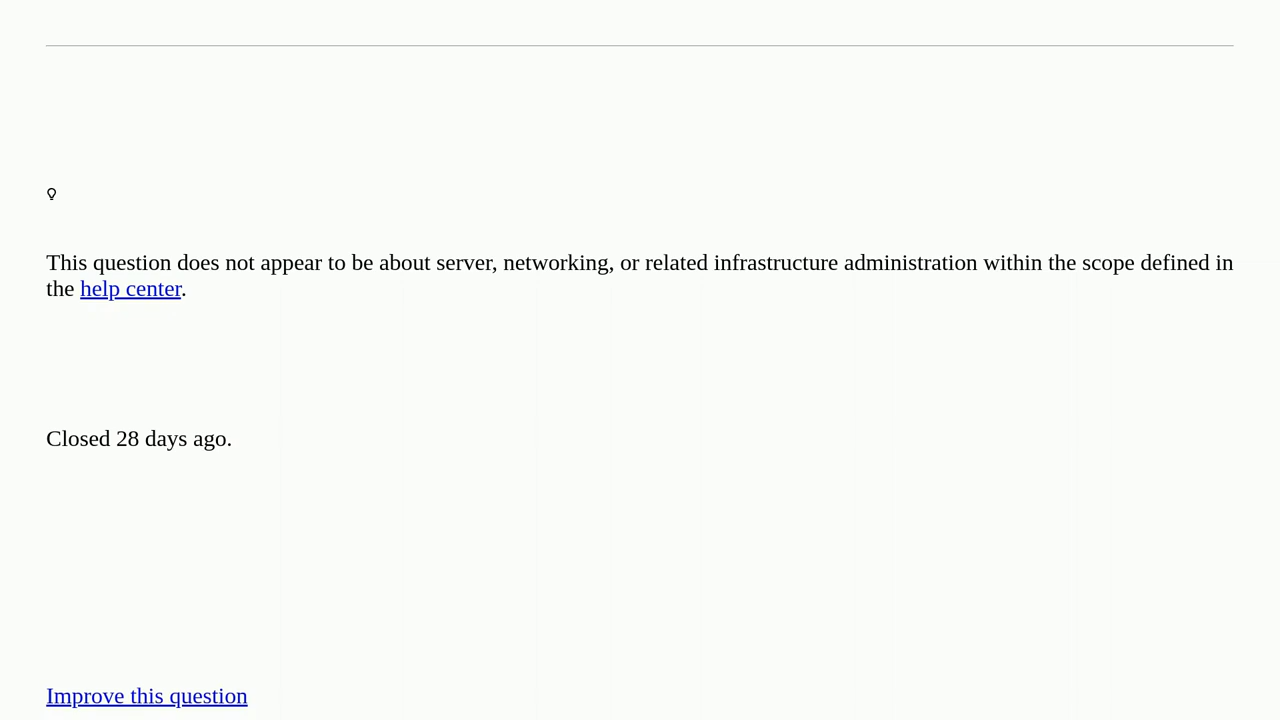 This question does not appear to be about server, networking, or related infrastructure administration within the scope defined in
the help center.
Closed 28 days ago.
Improve this question